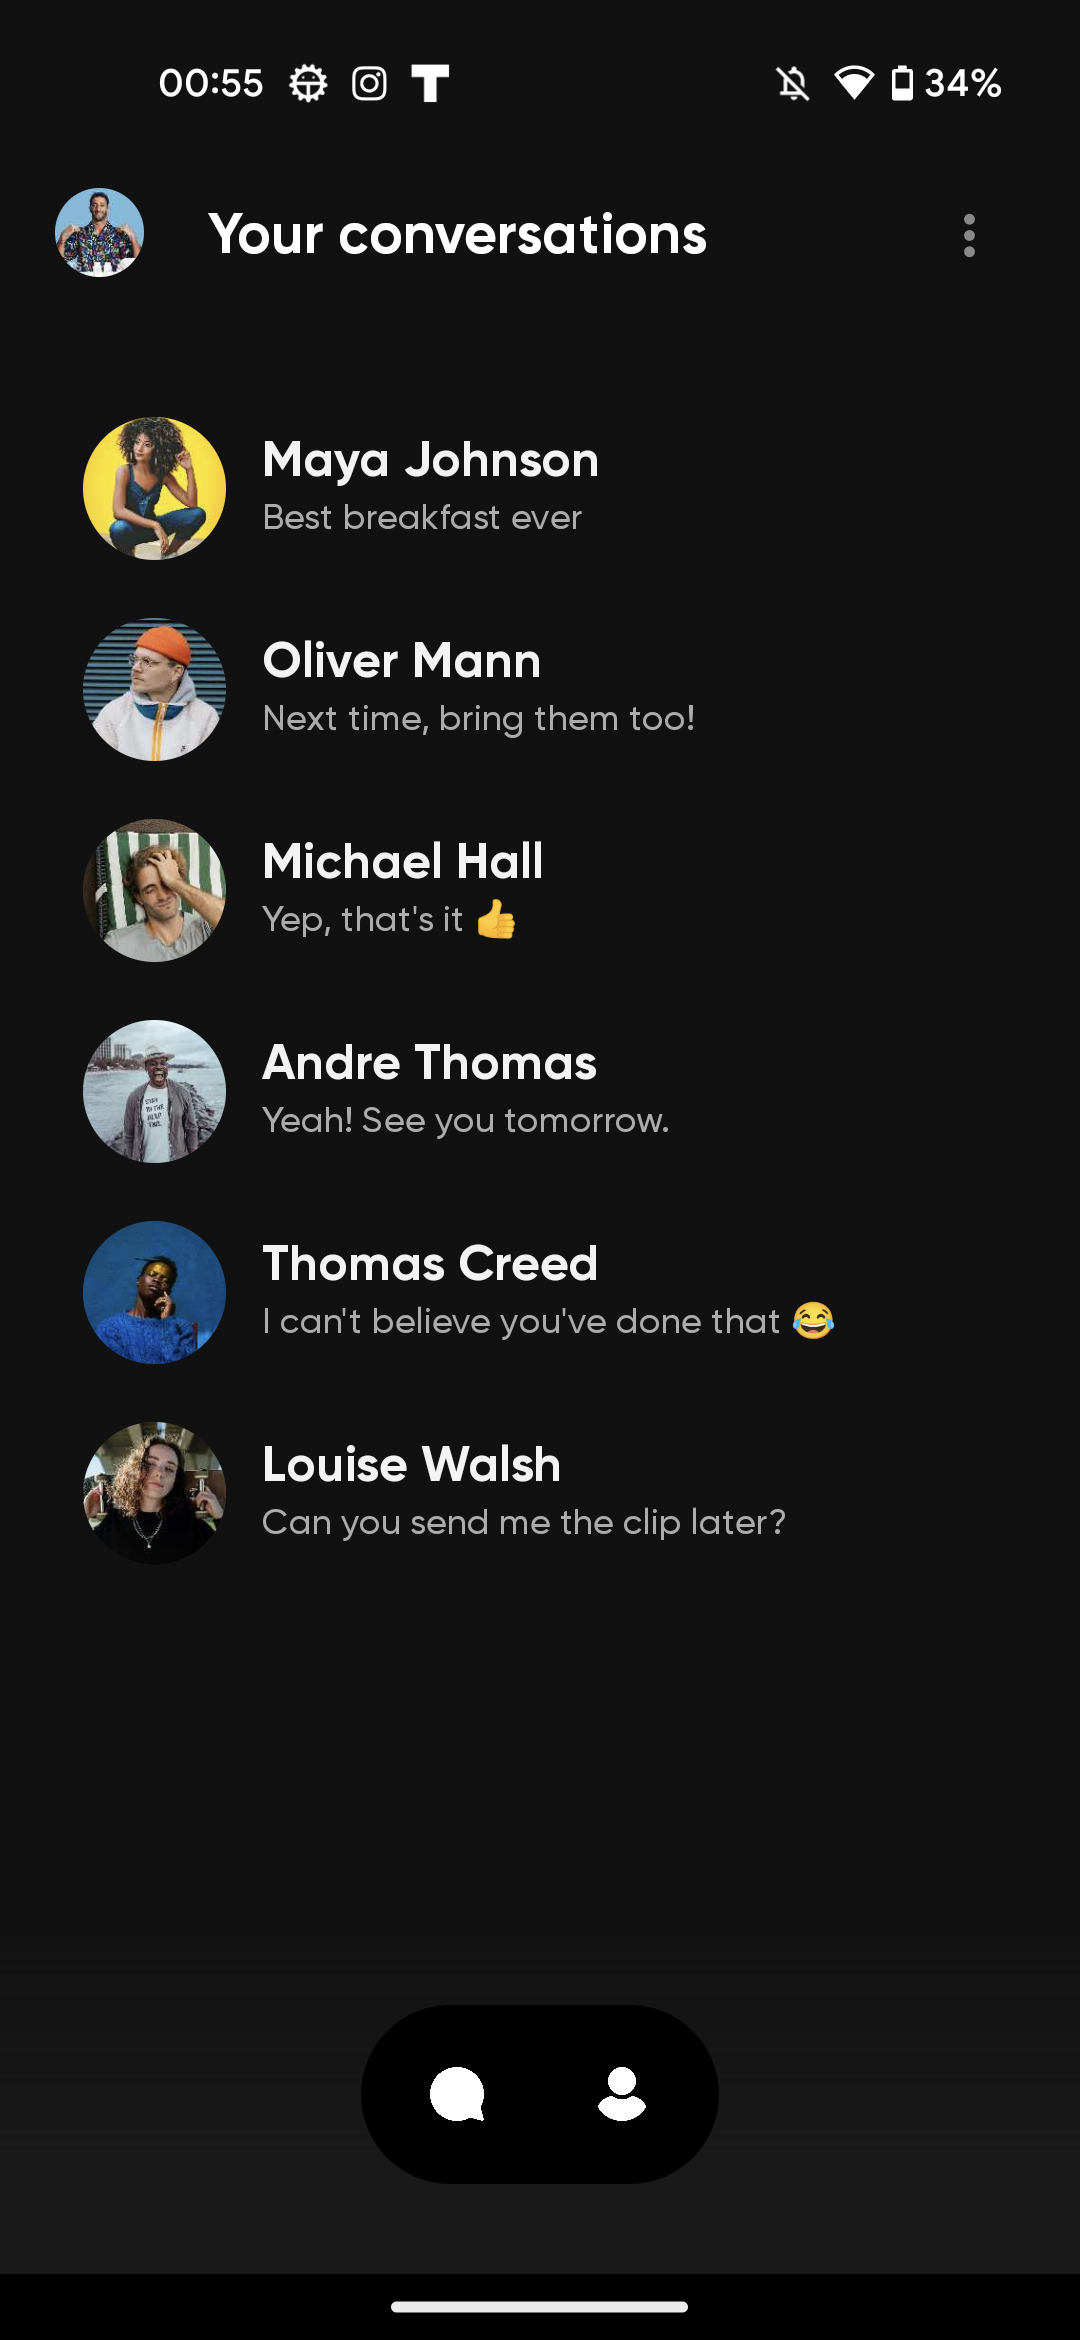 00:55
34%
Your conversations
Maya Johnson
Best breakfast ever
Oliver Mann
Next time, bring them too!
Michael Hall
Yep, that's it 👍
Andre Thomas
Yeah! See you tomorrow.
Thomas Creed
I can't believe you've done that 😂
Louise Walsh
Can you send me the clip later?